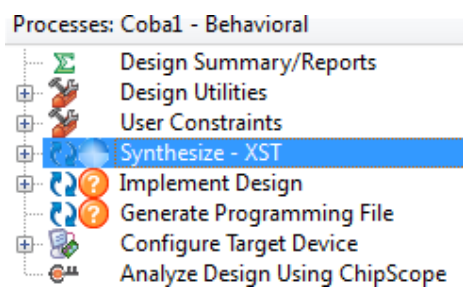 Processes: Coba1 - Behavioral
Design Summary/Reports
Design Utilities
User Constraints
Synthesize - XST
Implement Design
Generate Programming File
Configure Target Device
Analyze Design Using ChipScope